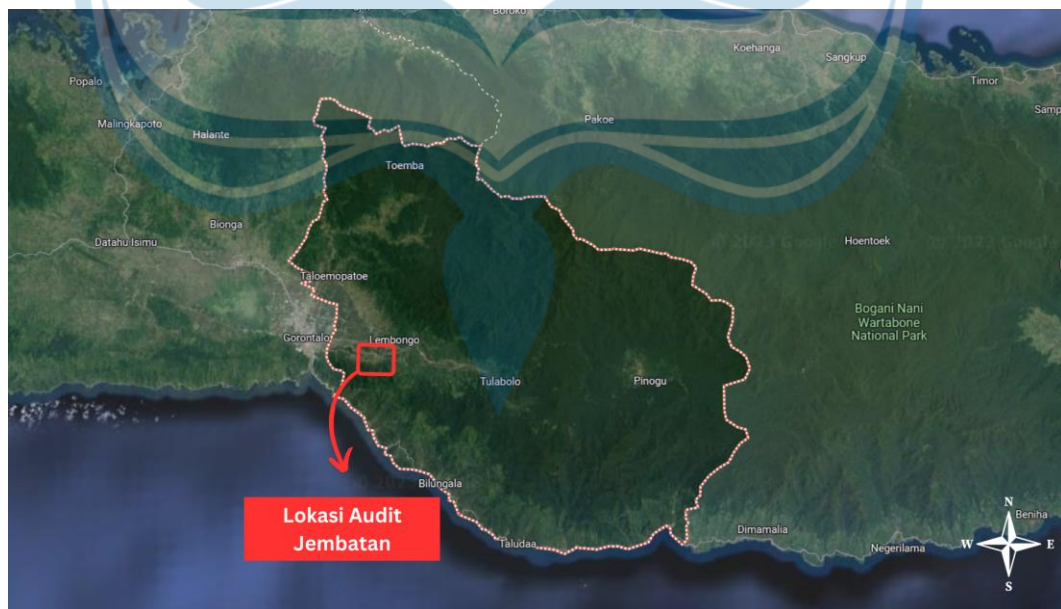 Boroko
Koehanga
Sangkup
Popalo
Timor
Malingkapoto
Halante
Pakoe
Toemba
Bionga
Datahu Isimu
Hoentoek
Taloemopatoe
Bogani Nani
Wartabone
National Park
Gorontalo
Lembongo
Tulabolo
Pinogu
Bilungala
Lokasi Audit
Jembatan
N
Beniha
Dimamalia
W
E
Taludaa
Negerilama
S